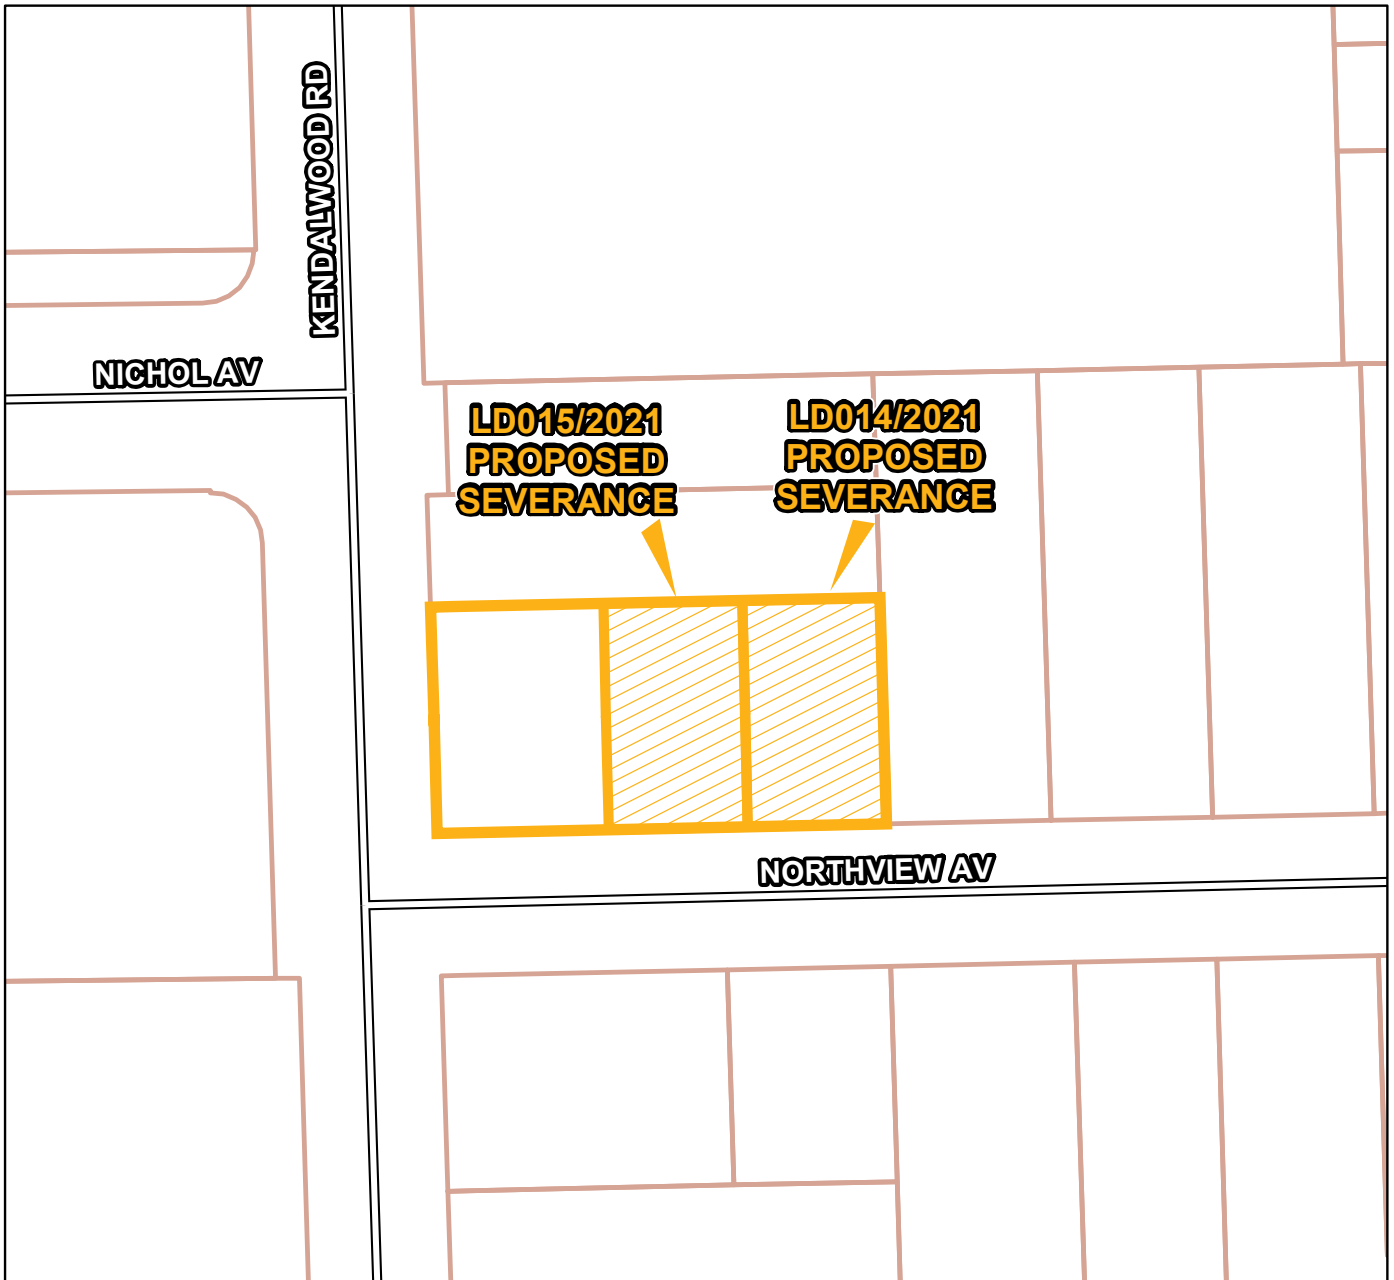 KENDALWOOD RD
NICHOL AV
LD015/2021
PROPOSED
SEVERANCE
LD014/2021
PROPOSED
SEVERANCE
NORTHVIEW AV